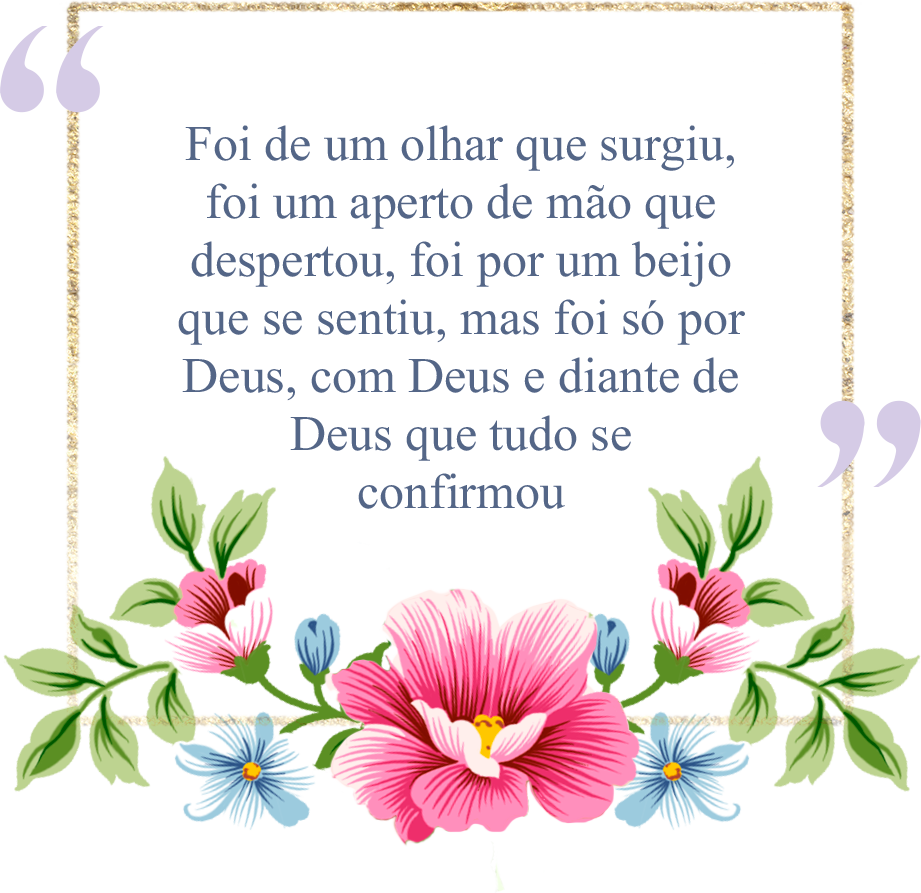 “
Foi de um olhar que surgiu,
foi um aperto de mão que
despertou, foi por um beijo
que se sentiu, mas foi só por
Deus, com Deus e diante de
Deus que tudo se
confirmou
”